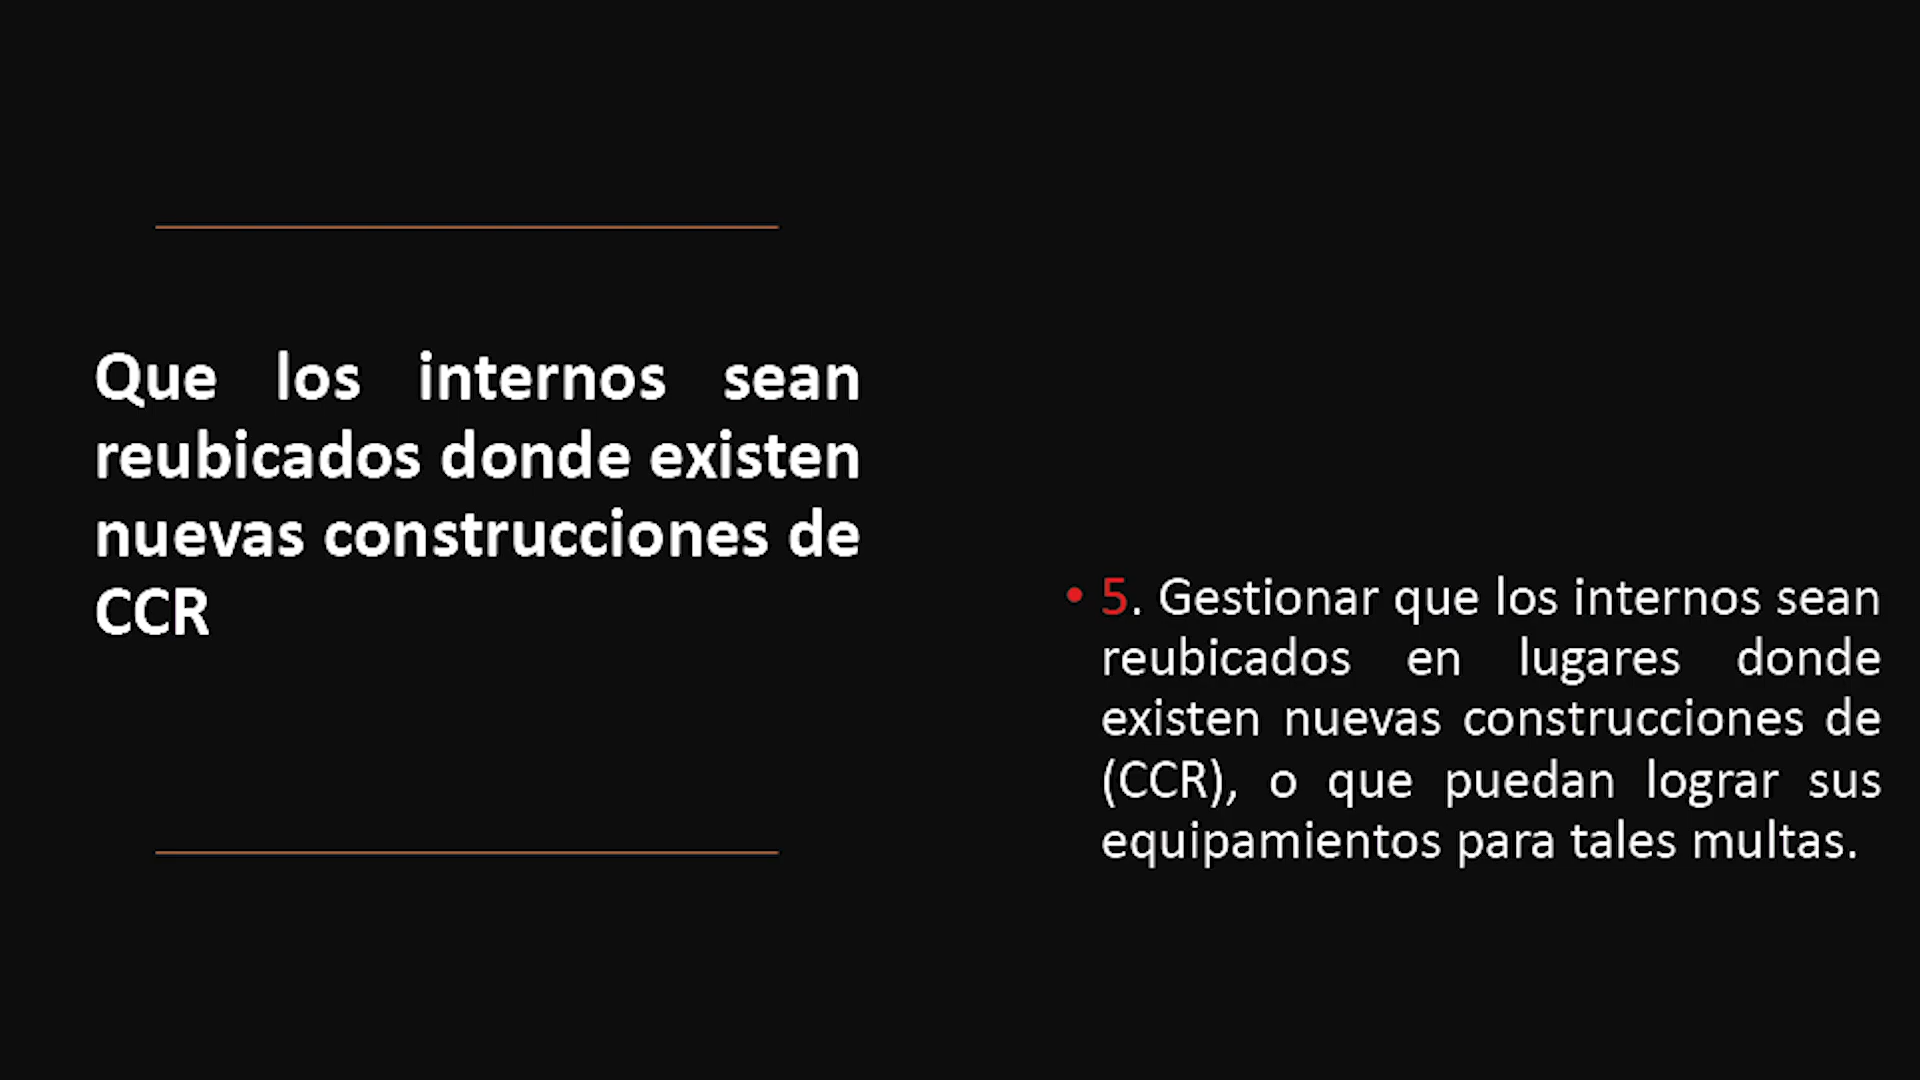 Que los internos sean
reubicados donde existen
nuevas construcciones de
CCR
• 5. Gestionar que los internos sean
reubicados en lugares donde
existen nuevas construcciones de
(CCR), o que puedan lograr sus
equipamientos para tales multas.